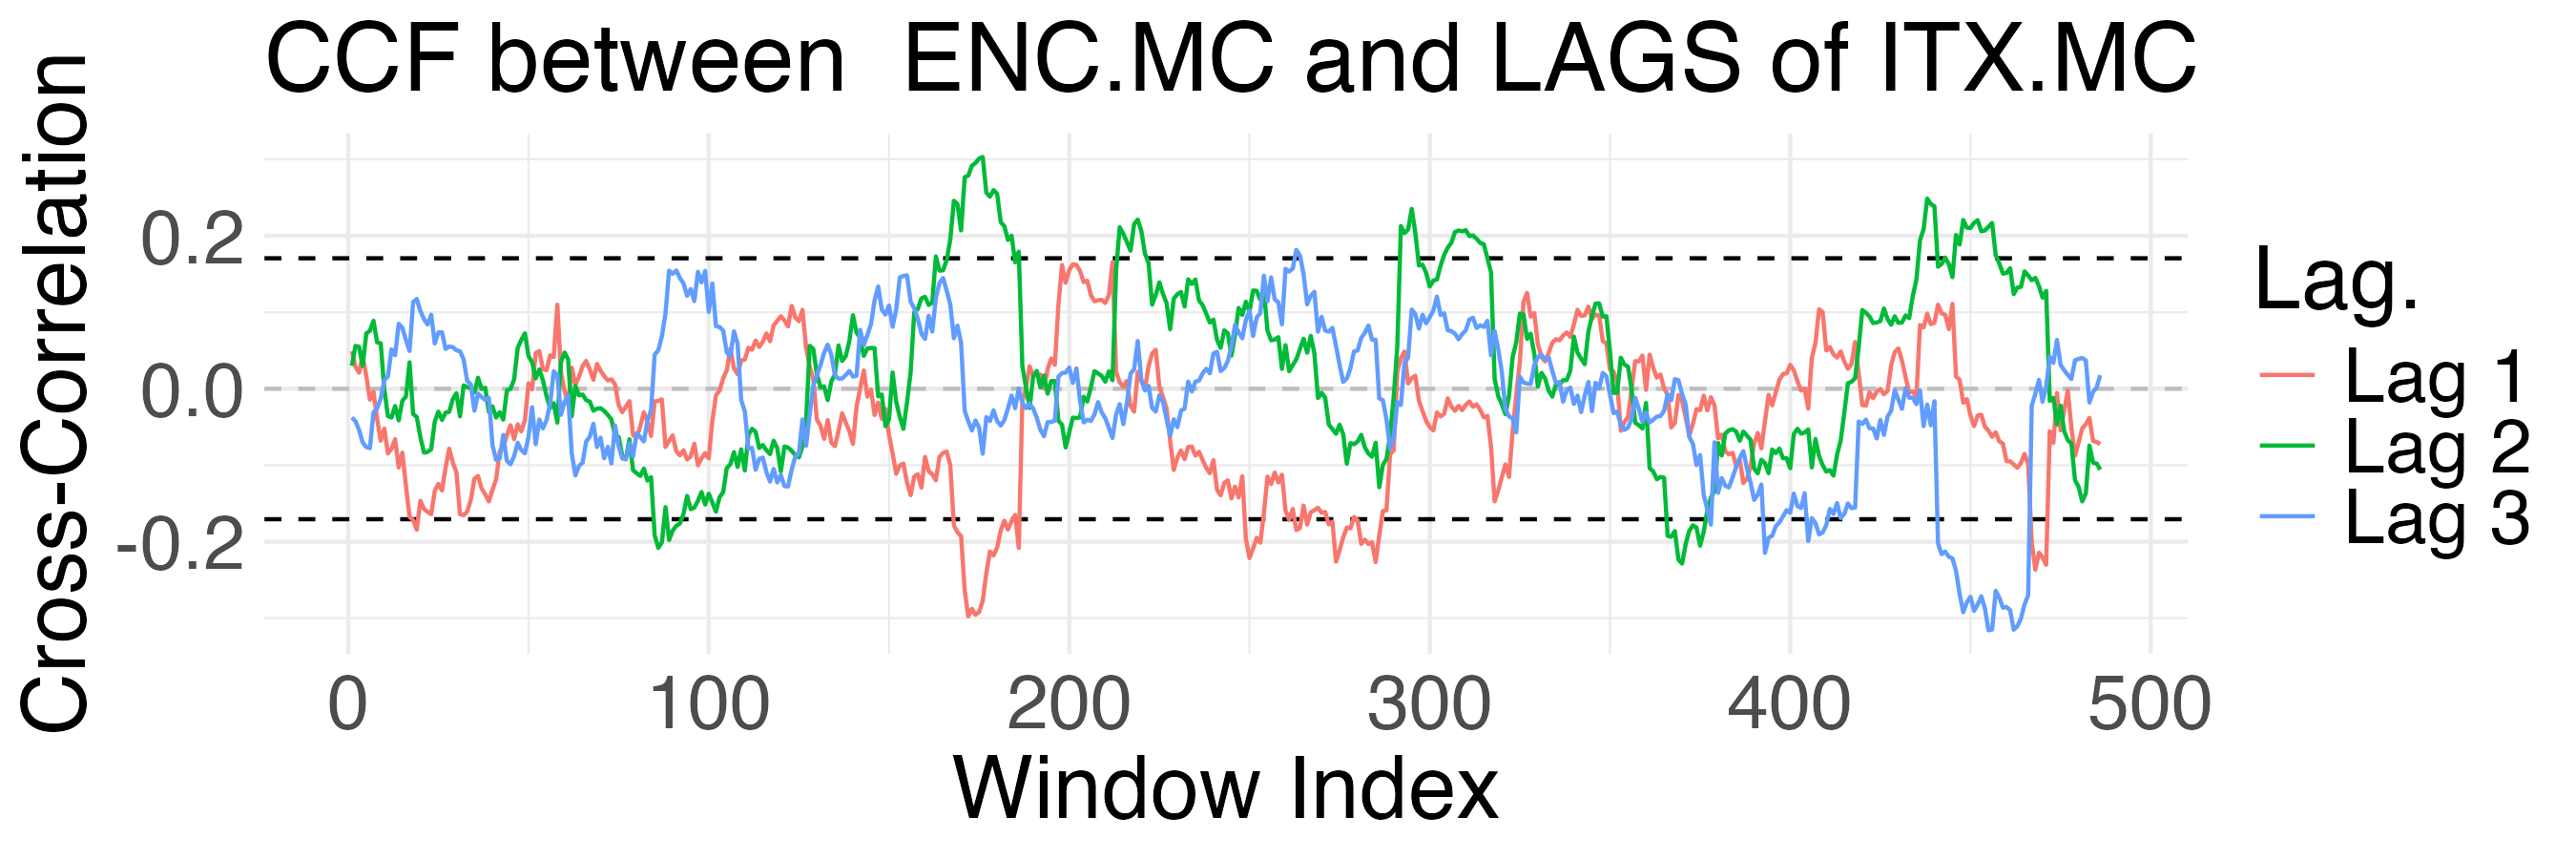 CCF between  ENC.MC and LAGS of ITX.MC
Cross-Correlation
0.2
0.0
-0.2
0 100 200 300 400 500
Window Index
Lag.
Lag 1
Lag 2
Lag 3